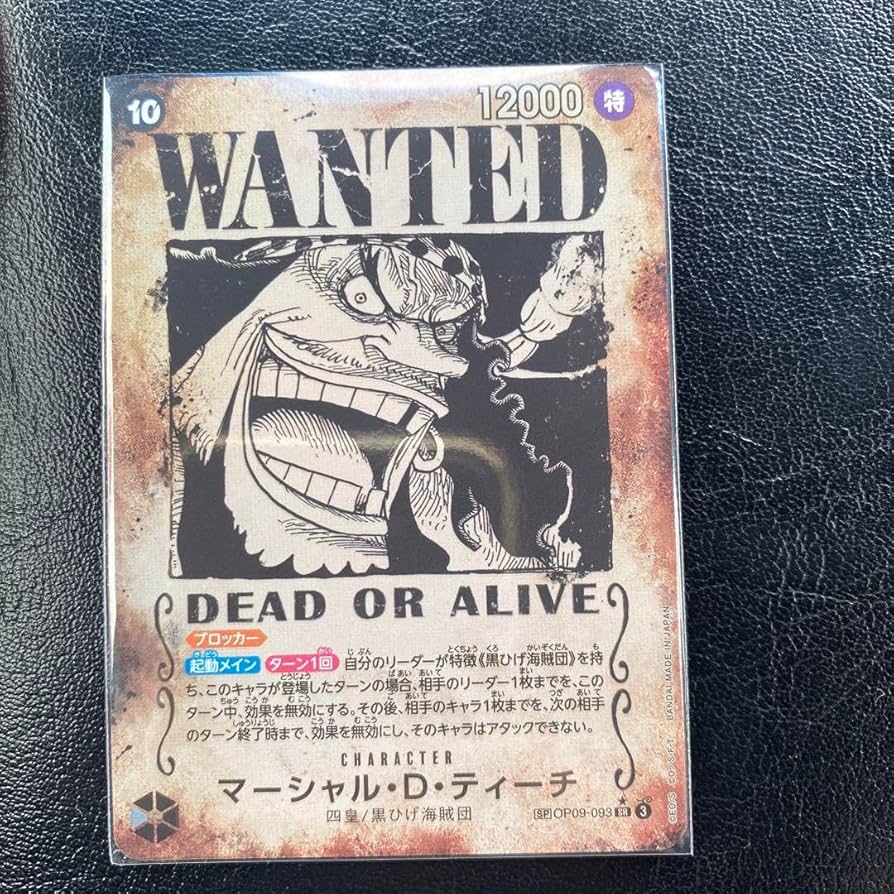 10
12000 特
WANTED
DEAD OR ALIVE
ブロッカー
起動メイン ターン1回 自分のリーダーが特徴《黒ひげ海賊団》を持
ち、このキャラが登場したターンの場合、相手のリーダー1枚までを、この
ターン中、効果を無効にする。その後、相手のキャラ1枚までを、次の相手
のターン終了時まで、効果を無効にし、そのキャラはアタックできない。
CHARACTER
マーシャル・D・ティーチ
四皇/黒ひげ海賊団
SP OP09-093 SR 3
©E.O/S. CO., S.F.T BANDAI MADE IN JAPAN